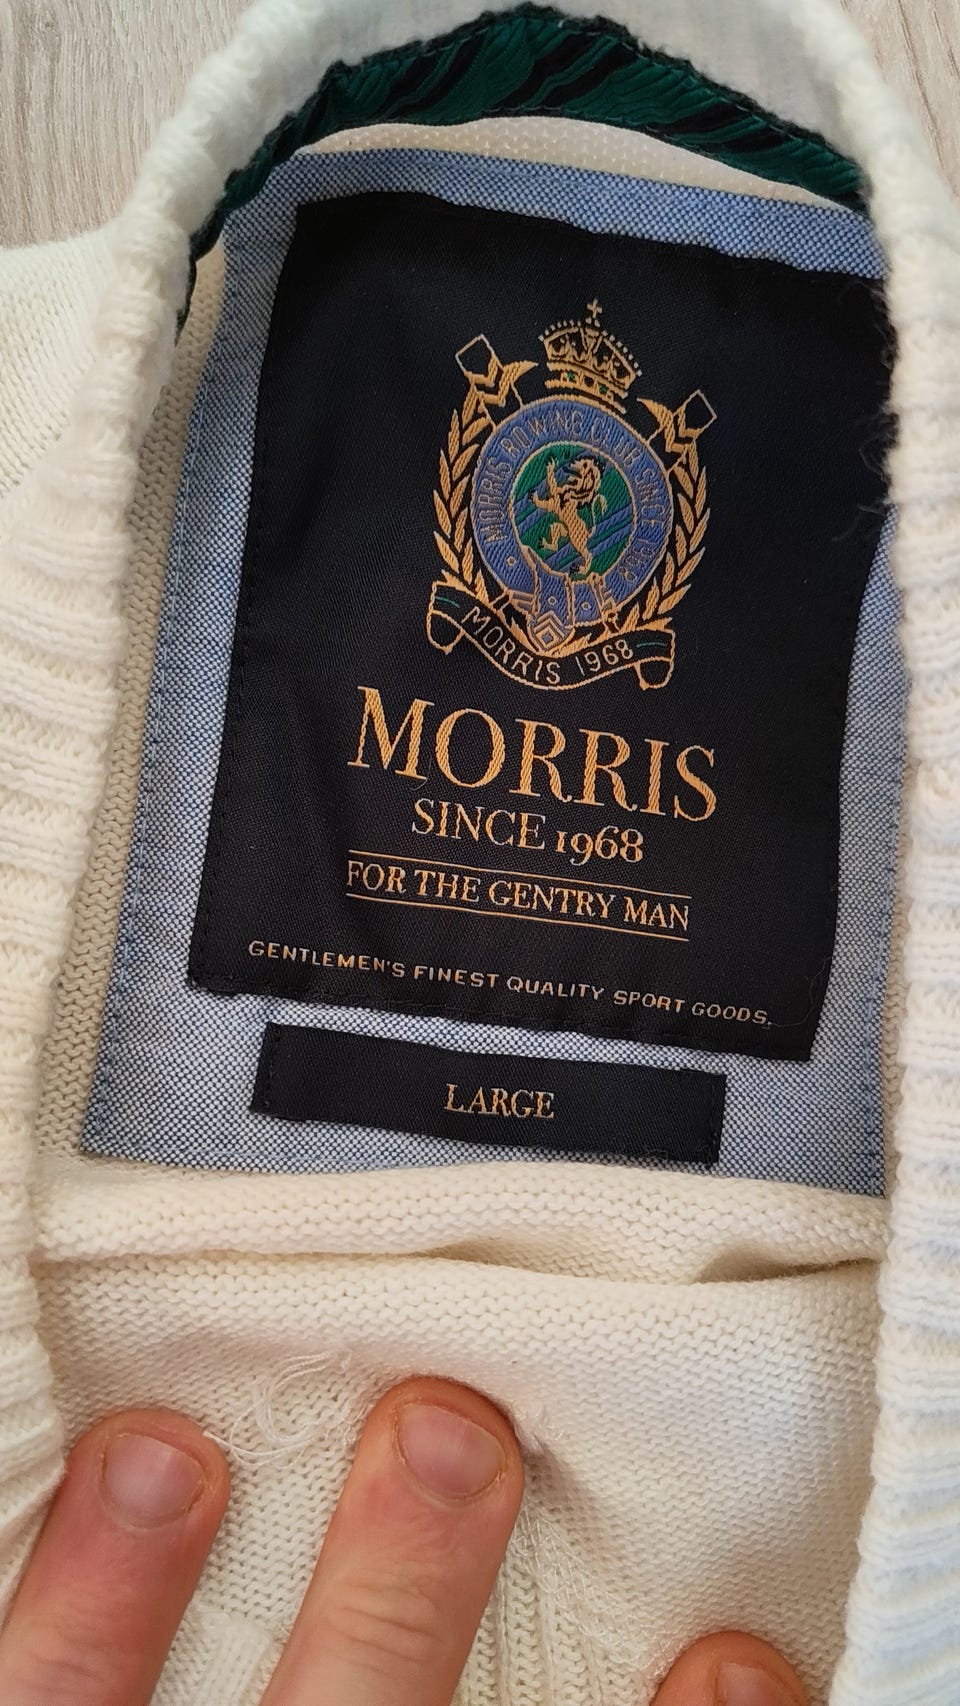 MORRIS ROWING CLUB SINCE 1968
MORRIS 1968
MORRIS
SINCE 1968
FOR THE GENTRY MAN
GENTLEMEN'S FINEST QUALITY SPORT GOODS.
LARGE